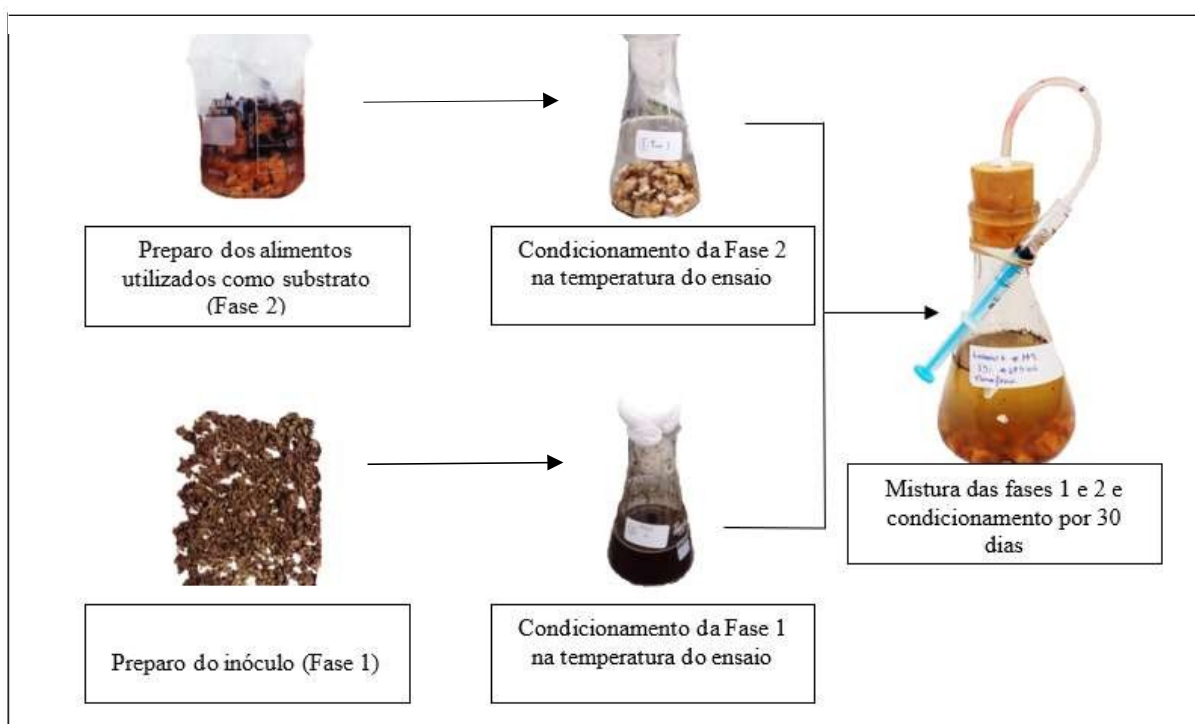 Preparo dos alimentos
utilizados como substrato
(Fase 2)
Condicionamento da Fase 2
na temperatura do ensaio
Preparo do inóculo (Fase 1)
Condicionamento da Fase 1
na temperatura do ensaio
Mistura das fases 1 e 2 e
condicionamento por 30
dias